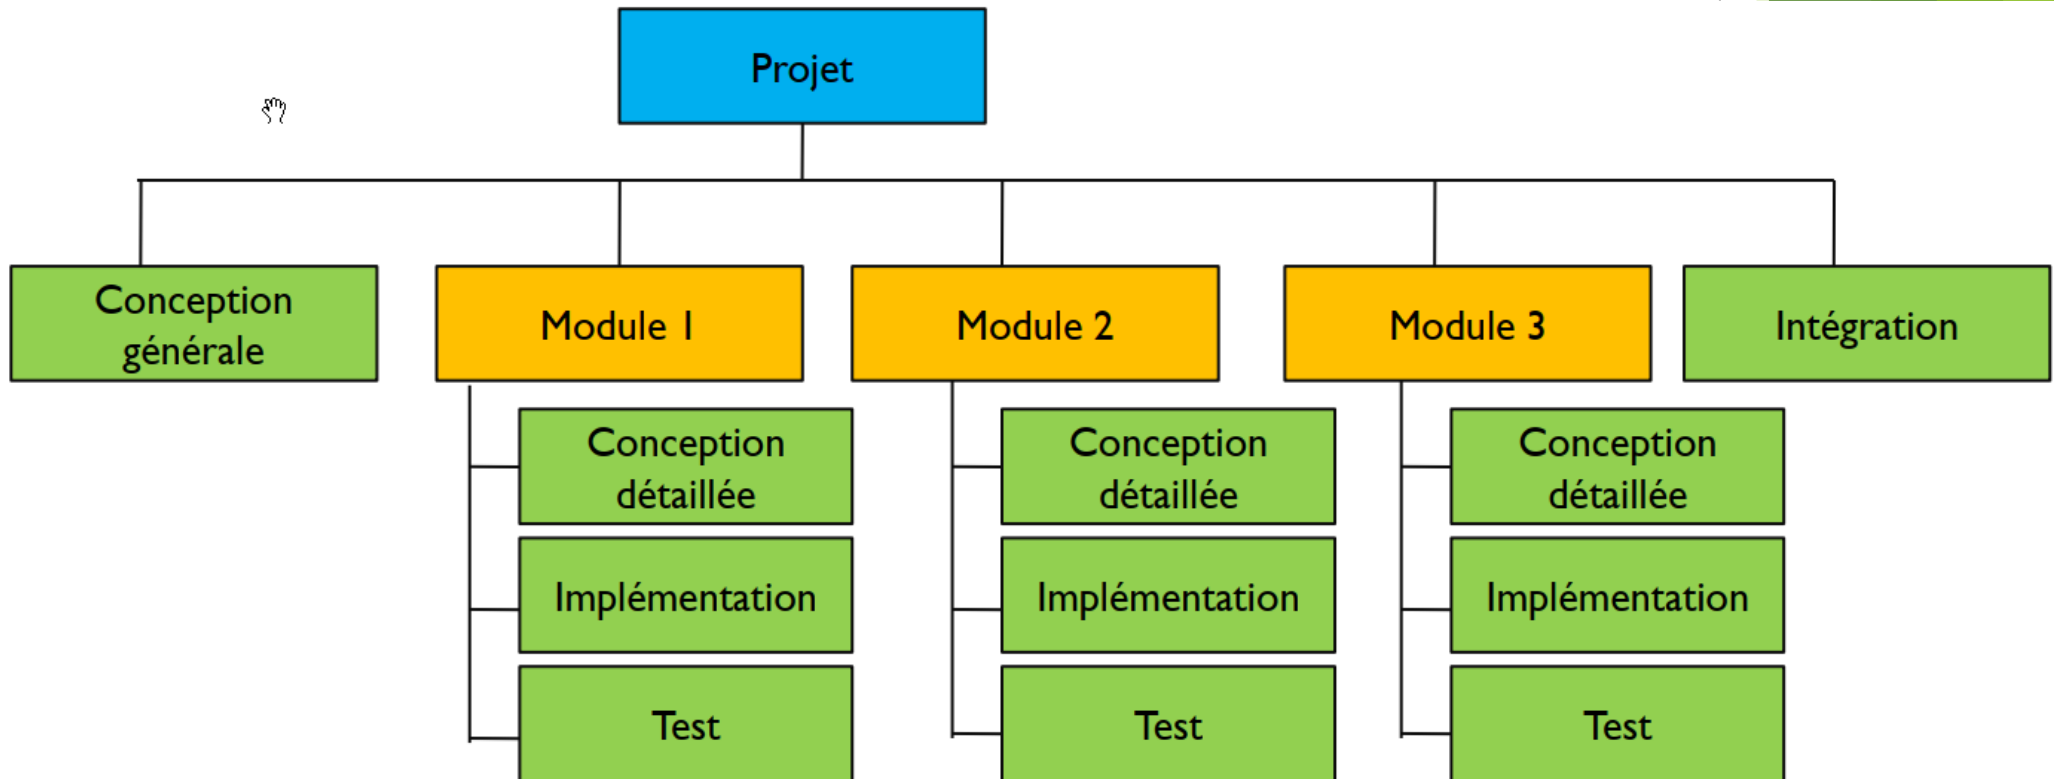 Projet
Conception
générale
Module 1
Module 2
Module 3
Intégration
Conception
détaillée
Conception
détaillée
Conception
détaillée
Implémentation
Implémentation
Implémentation
Test
Test
Test